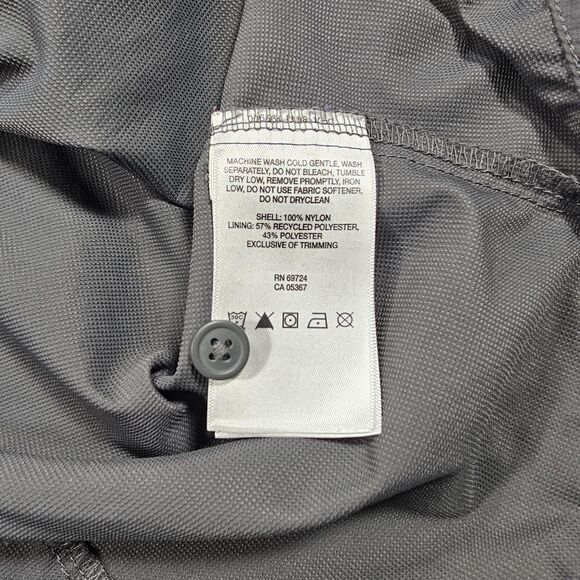 MACHINE WASH COLD GENTLE, WASH
SEPARATELY, DO NOT BLEACH, TUMBLE
DRY LOW, REMOVE PROMPTLY, IRON
LOW, DO NOT USE FABRIC SOFTENER,
DO NOT DRYCLEAN
SHELL: 100% NYLON
LINING: 57% RECYCLED POLYESTER,
43% POLYESTER
EXCLUSIVE OF TRIMMING
RN 69724
CA 05367
30C